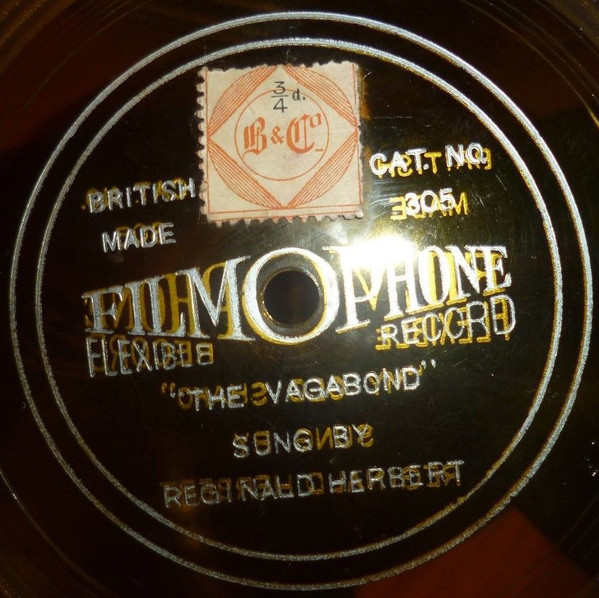 3/4 d.
B & Co
BRITISH MADE
CAT. NO. 305
FILMOPHONE
FLEXIBLE RECORD
"THE VAGABOND"
SUNG BY
REGINALD HERBERT